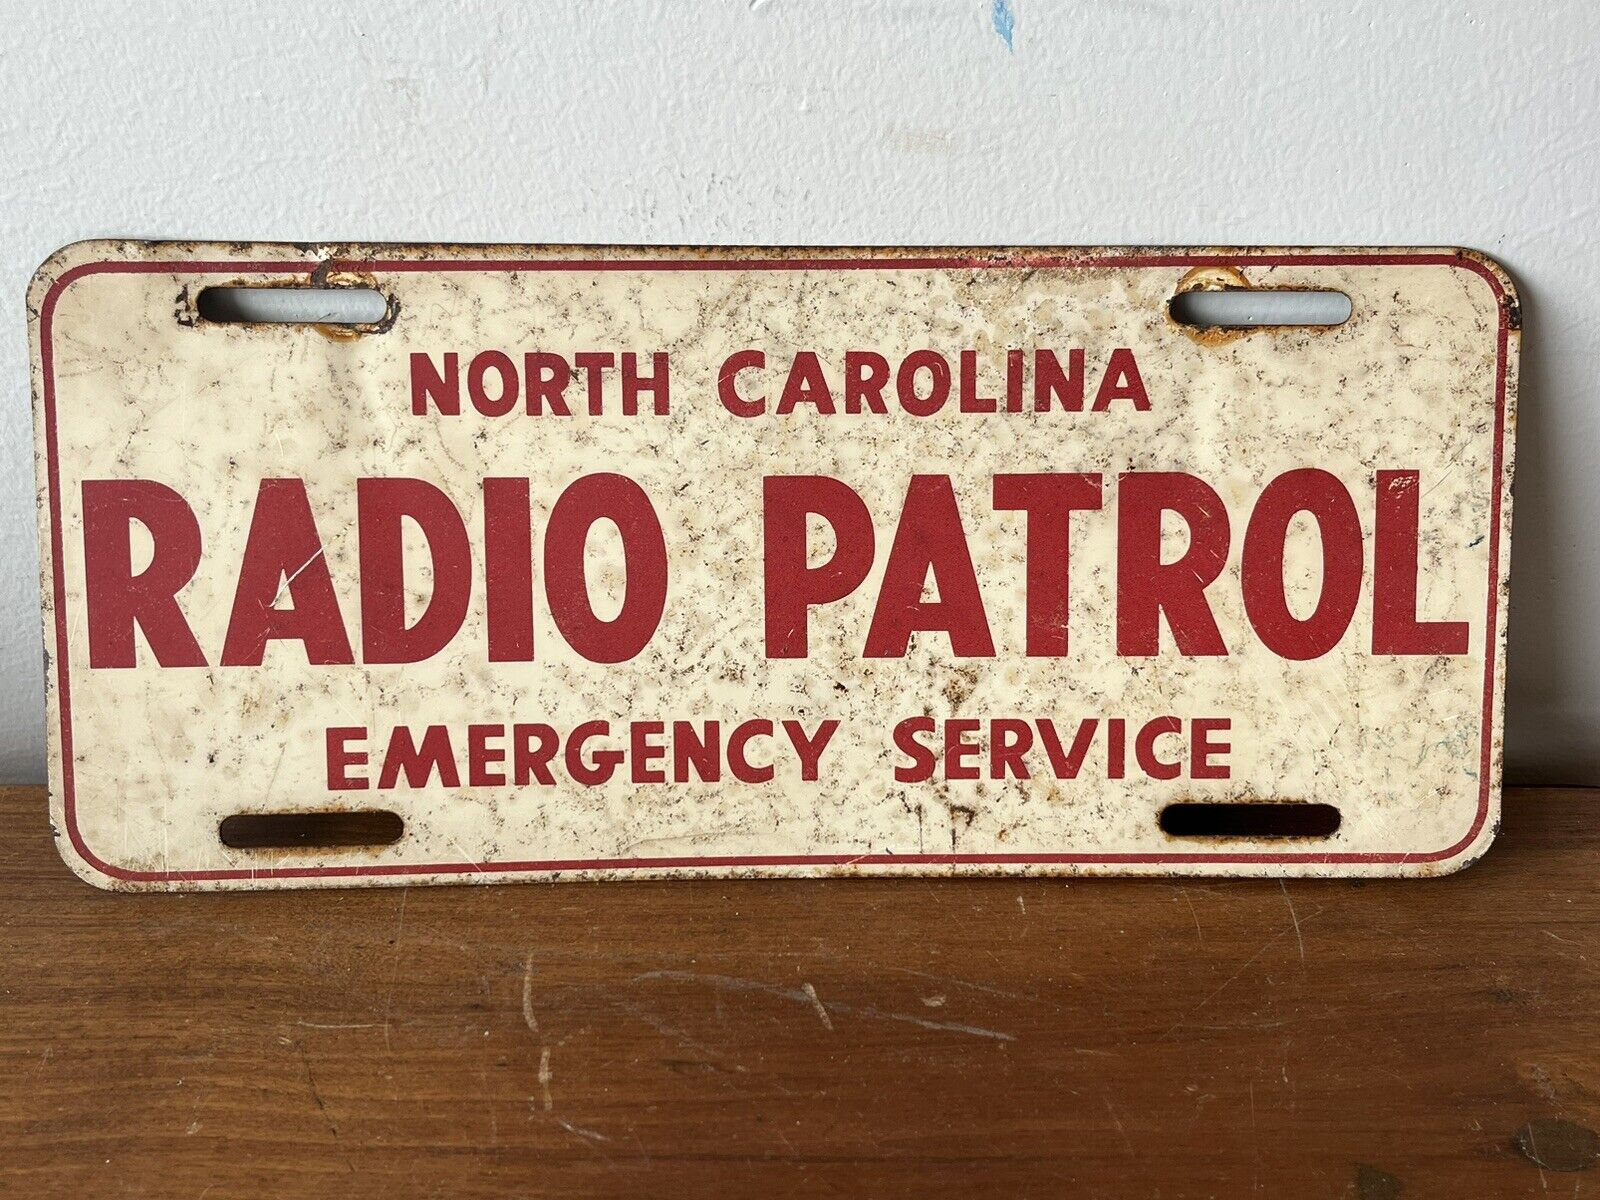 NORTH CAROLINA
RADIO PATROL
EMERGENCY SERVICE